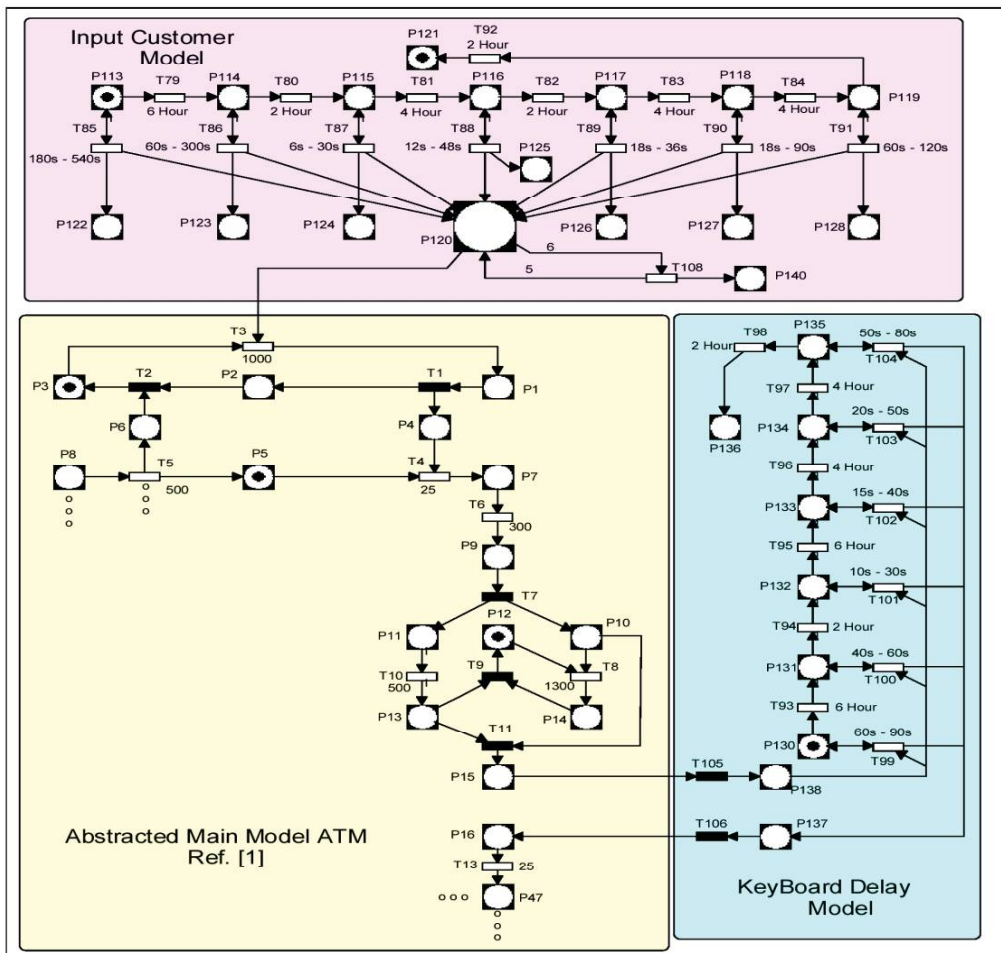 Input Customer
Model
P121
T92
2 Hour
P113
T79
6 Hour
P114
T80
2 Hour
P115
T81
4 Hour
P116
T82
2 Hour
P117
T83
4 Hour
P118
T84
4 Hour
P119
T85
180s - 540s
T86
60s - 300s
T87
6s - 30s
T88
12s - 48s
P125
T89
18s - 36s
T90
18s - 90s
T91
60s - 120s
P122
P123
P124
P120
P126
P127
P128
6
5
T108
P140
T3
1000
P3
T2
P2
T1
P1
P6
P4
P8
T5
500
P5
T4
25
P7
T6
300
P9
T7
P11
P12
P10
T10
500
T9
T8
1300
P13
P14
T11
P15
P16
T13
25
P47
Abstracted Main Model ATM
Ref. [1]
T98
2 Hour
P135
50s - 80s
T104
P136
T97
4 Hour
P134
20s - 50s
T103
T96
4 Hour
P133
15s - 40s
T102
T95
6 Hour
P132
10s - 30s
T101
T94
2 Hour
P131
40s - 60s
T100
T93
6 Hour
P130
60s - 90s
T99
T105
P138
T106
P137
KeyBoard Delay
Model